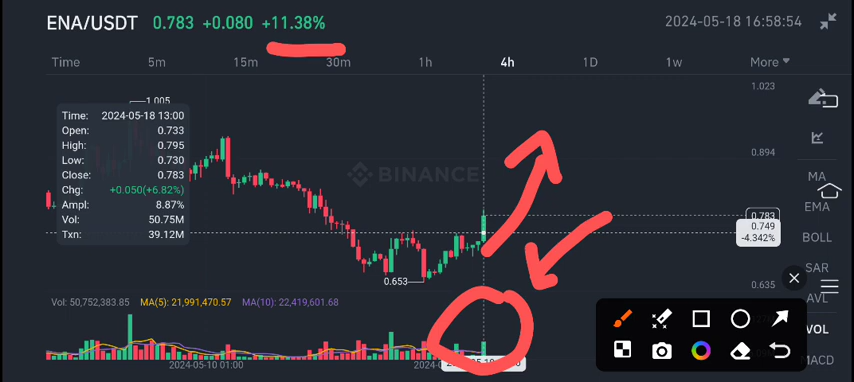 ENA/USDT 0.783 +0.080 +11.38% 2024-05-18 16:58:54
Time 5m 15m 30m 1h 4h 1D 1w More
1.023
1.005
Time: 2024-05-18 13:00
Open: 0.733
High: 0.795
Low: 0.730
Close: 0.783
Chg: +0.050(+6.82%)
Ampl: 8.87%
Vol: 50.75M
Txn: 39.12M
0.894
BINANCE
0.783
0.749
-4.342%
0.653
0.635
MA
EMA
BOLL
SAR
AVL
VOL
MACD
Vol: 50,752,383.85 MA(5): 21,991,470.57 MA(10): 22,419,601.68
2024-05-10 01:00